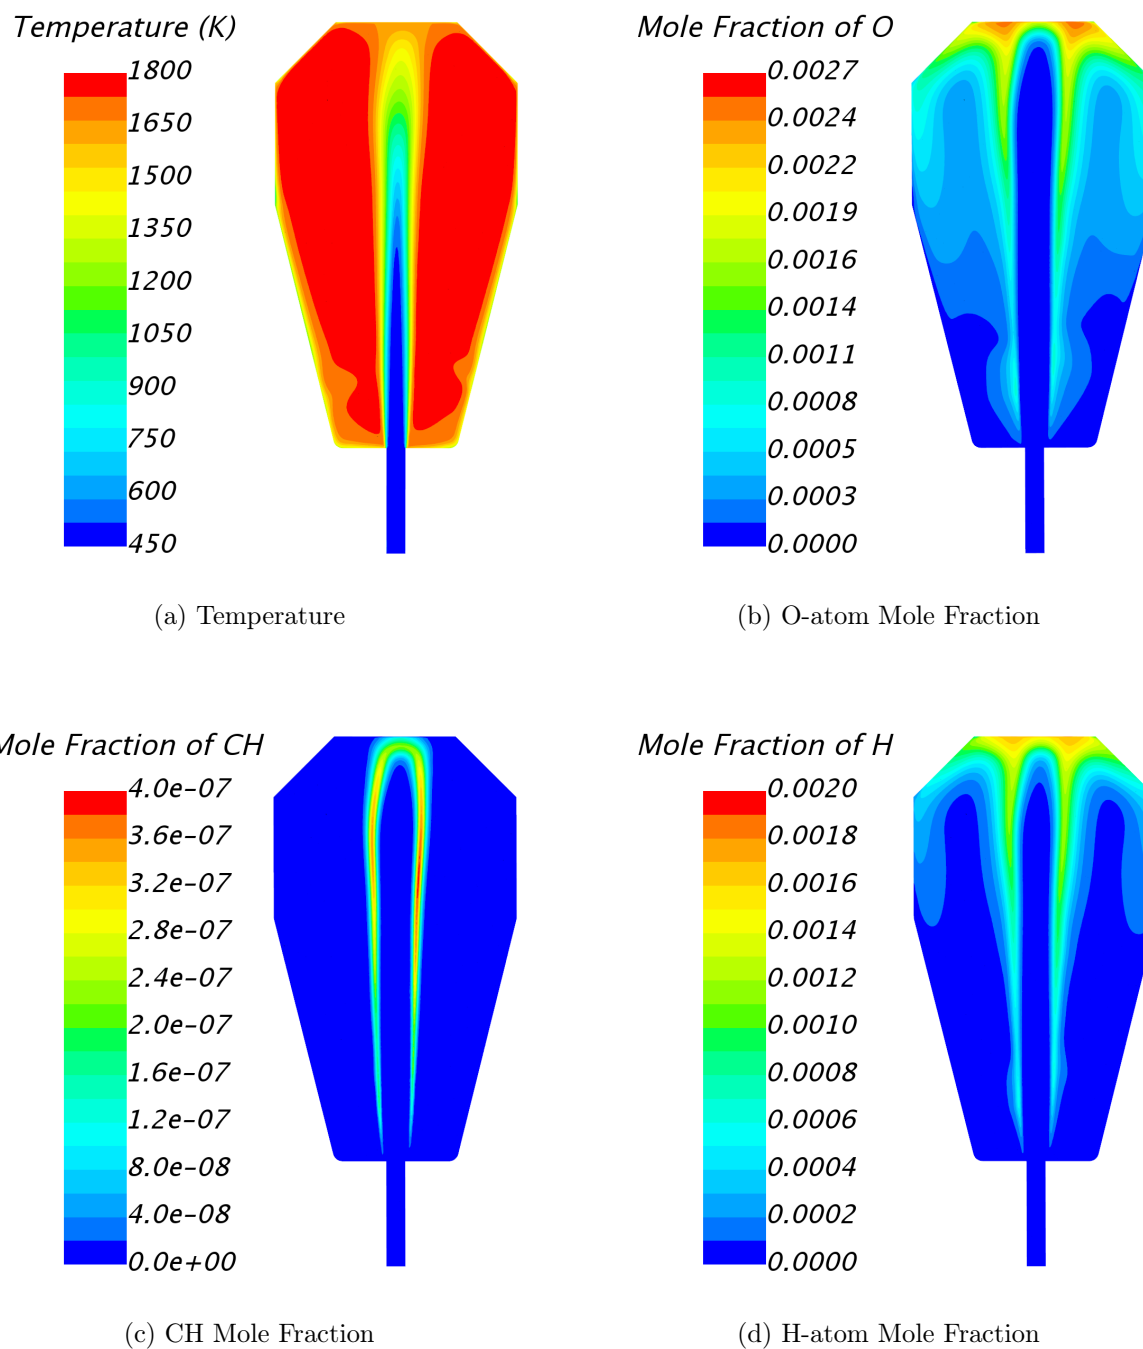 Temperature (K)
1800
1650
1500
1350
1200
1050
900
750
600
450
(a) Temperature
Mole Fraction of O
0.0027
0.0024
0.0022
0.0019
0.0016
0.0014
0.0011
0.0008
0.0005
0.0003
0.0000
(b) O-atom Mole Fraction
Mole Fraction of CH
4.0e-07
3.6e-07
3.2e-07
2.8e-07
2.4e-07
2.0e-07
1.6e-07
1.2e-07
8.0e-08
4.0e-08
0.0e+00
(c) CH Mole Fraction
Mole Fraction of H
0.0020
0.0018
0.0016
0.0014
0.0012
0.0010
0.0008
0.0006
0.0004
0.0002
0.0000
(d) H-atom Mole Fraction